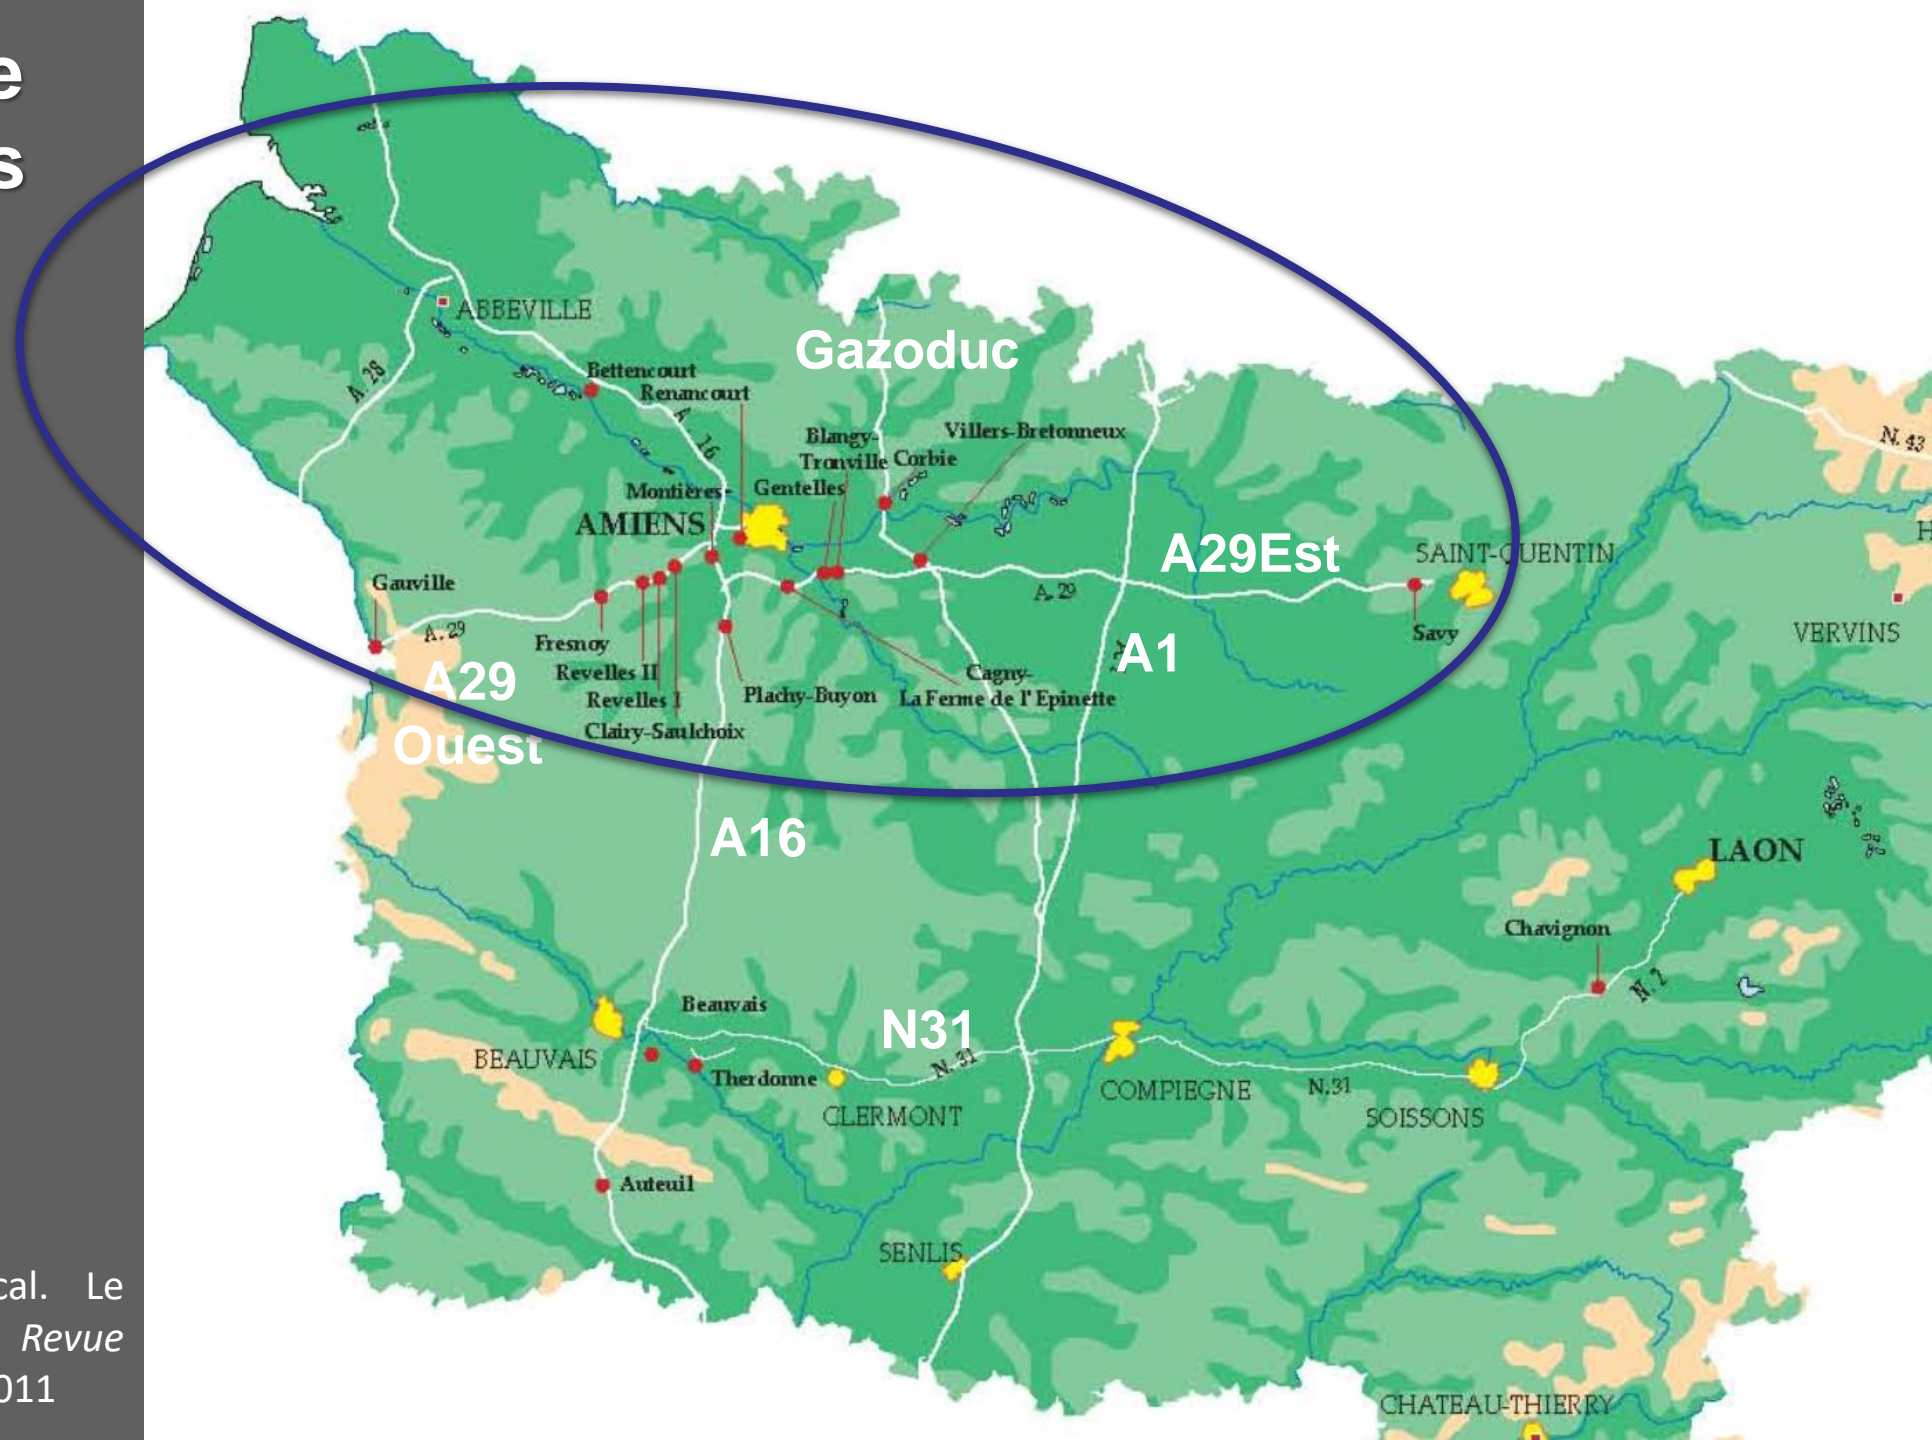 e
s
ABBEVILLE
A. 28
Bettencourt
Renancourt
A. 16
Gazoduc
Blangy-
Tronville
Corbie
Villers-Bretonneux
Montières
Gentelles
AMIENS
A29Est
SAINT-QUENTIN
N. 43
H
Gauville
A. 29
A. 29
Fresnoy
Revelles II
Revelles I
Clairy-Saulchoix
Plachy-Buyon
Cagny-
La Ferme de l'Epinette
A1
Savy
VERVINS
A29
Ouest
A16
LAON
Chavignon
N. 2
Beauvais
N31
N. 31
BEAUVAIS
Therdonne
CLERMONT
COMPIEGNE
N.31
SOISSONS
Auteuil
SENLIS
CHATEAU-THIERRY
cal. Le
Revue
011